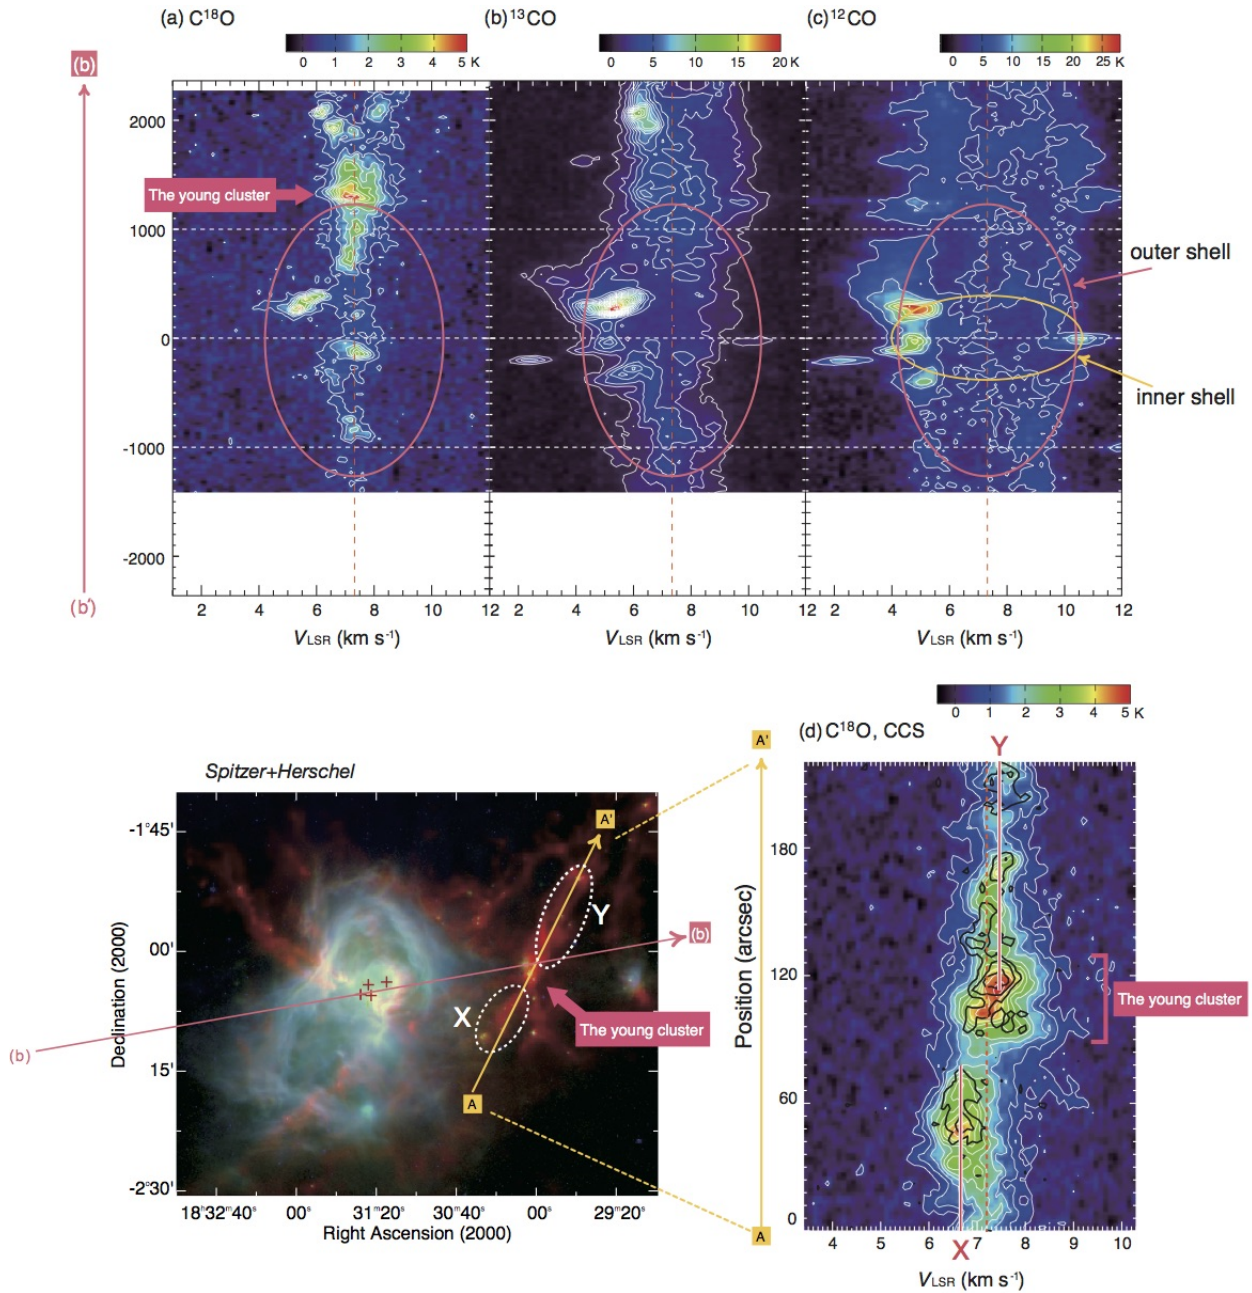 (a) C¹⁸O
(b) ¹³CO
(c) ¹²CO
0 1 2 3 4 5 K
0 5 10 15 20 K
0 5 10 15 20 25 K
(b)
2000
1000
0
-1000
-2000
(b')
The young cluster
outer shell
inner shell
2 4 6 8 10 12
2 4 6 8 10 12
2 4 6 8 10 12
VLSR (km s⁻¹)
VLSR (km s⁻¹)
VLSR (km s⁻¹)
Spitzer+Herschel
-1°45'
00'
15'
-2°30'
Declination (2000)
18ʰ32ᵐ40ˢ 00ˢ 31ᵐ20ˢ 30ᵐ40ˢ 00ˢ 29ᵐ20ˢ
Right Ascension (2000)
A'
Y
(b)
X
The young cluster
(b')
A
A'
Position (arcsec)
A
0 1 2 3 4 5 K
(d) C¹⁸O, CCS
Y
180
120
60
0
The young cluster
4 5 6 7 8 9 10
X
VLSR (km s⁻¹)